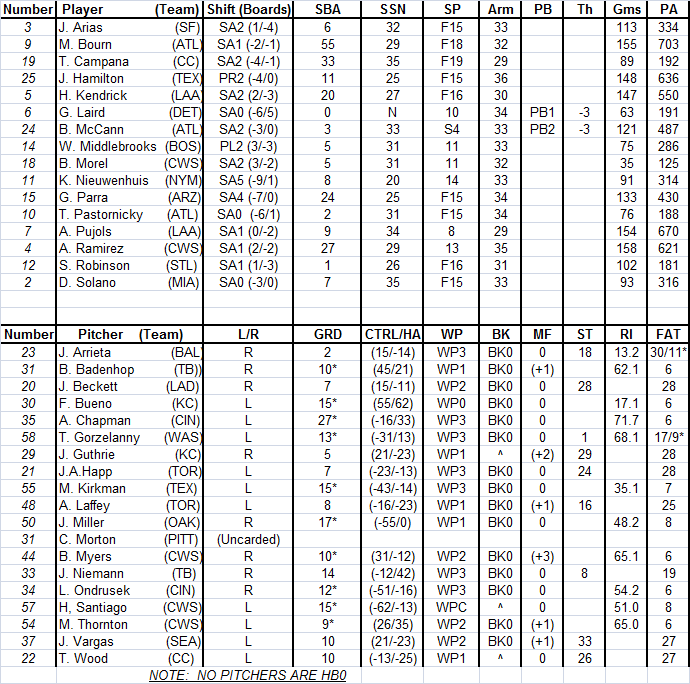 Number Player (Team) Shift (Boards) SBA SSN SP Arm PB Th Gms PA
3 J. Arias (SF) SA2 (1/-4) 6 32 F15 33 113 334
9 M. Bourn (ATL) SA1 (-2/-1) 55 29 F18 32 155 703
19 T. Campana (CC) SA2 (-4/-1) 33 35 F19 29 89 192
25 J. Hamilton (TEX) PR2 (-4/0) 11 25 F15 36 148 636
5 H. Kendrick (LAA) SA2 (2/-3) 20 27 F16 30 147 550
6 G. Laird (DET) SA0 (-6/5) 0 N 10 34 PB1 -3 63 191
24 B. McCann (ATL) SA2 (-3/0) 3 33 S4 33 PB2 -3 121 487
14 W. Middlebrooks (BOS) PL2 (3/-3) 5 31 11 33 75 286
18 B. Morel (CWS) SA2 (3/-2) 5 31 11 32 35 125
11 K. Nieuwenhuis (NYM) SA5 (-9/1) 8 20 14 33 91 314
15 G. Parra (ARZ) SA4 (-7/0) 24 25 F15 34 133 430
10 T. Pastornicky (ATL) SA0 (-6/1) 2 31 F15 34 76 188
7 A. Pujols (LAA) SA1 (0/-2) 9 34 8 29 154 670
4 A. Ramirez (CWS) SA1 (2/-2) 27 29 13 35 158 621
12 S. Robinson (STL) SA1 (1/-3) 1 26 F16 31 102 181
2 D. Solano (MIA) SA0 (-3/0) 7 35 F15 33 93 316
Number Pitcher (Team) L/R GRD CTRL/HA WP BK MF ST RI FAT
23 J. Arrieta (BAL) R 2 (15/-14) WP3 BK0 0 18 13.2 30/11*
31 B. Badenhop (TB)) R 10* (45/21) WP1 BK0 (+1) 62.1 6
20 J. Beckett (LAD) R 7 (15/-11) WP2 BK0 0 28 28
30 F. Bueno (KC) L 15* (55/62) WP0 BK0 0 17.1 6
35 A. Chapman (CIN) L 27* (-16/33) WP3 BK0 0 71.7 6
58 T. Gorzelanny (WAS) L 13* (-31/13) WP3 BK0 0 1 68.1 17/9*
29 J. Guthrie (KC) R 5 (21/-23) WP1 ^ (+2) 29 28
21 J.A.Happ (TOR) L 7 (-23/-13) WP3 BK0 0 24 28
55 M. Kirkman (TEX) L 15* (-43/-14) WP3 BK0 0 35.1 7
48 A. Laffey (TOR) L 8 (-16/-23) WP1 BK0 (+1) 16 25
50 J. Miller (OAK) R 17* (-55/0) WP1 BK0 0 48.2 8
31 C. Morton (PITT) (Uncarded)
44 B. Myers (CWS) R 10* (31/-12) WP2 BK0 (+3) 65.1 6
33 J. Niemann (TB) R 14 (-12/42) WP3 BK0 0 8 19
34 L. Ondrusek (CIN) R 12* (-51/-16) WP3 BK0 0 54.2 6
57 H, Santiago (CWS) L 15* (-62/-13) WPC ^ 0 51.0 8
54 M. Thornton (CWS) L 9* (26/35) WP2 BK0 (+1) 65.0 6
37 J. Vargas (SEA) L 10 (21/-23) WP2 BK0 (+1) 33 27
22 T. Wood (CC) L 10 (-13/-25) WP1 ^ 0 26 27
NOTE: NO PITCHERS ARE HB0